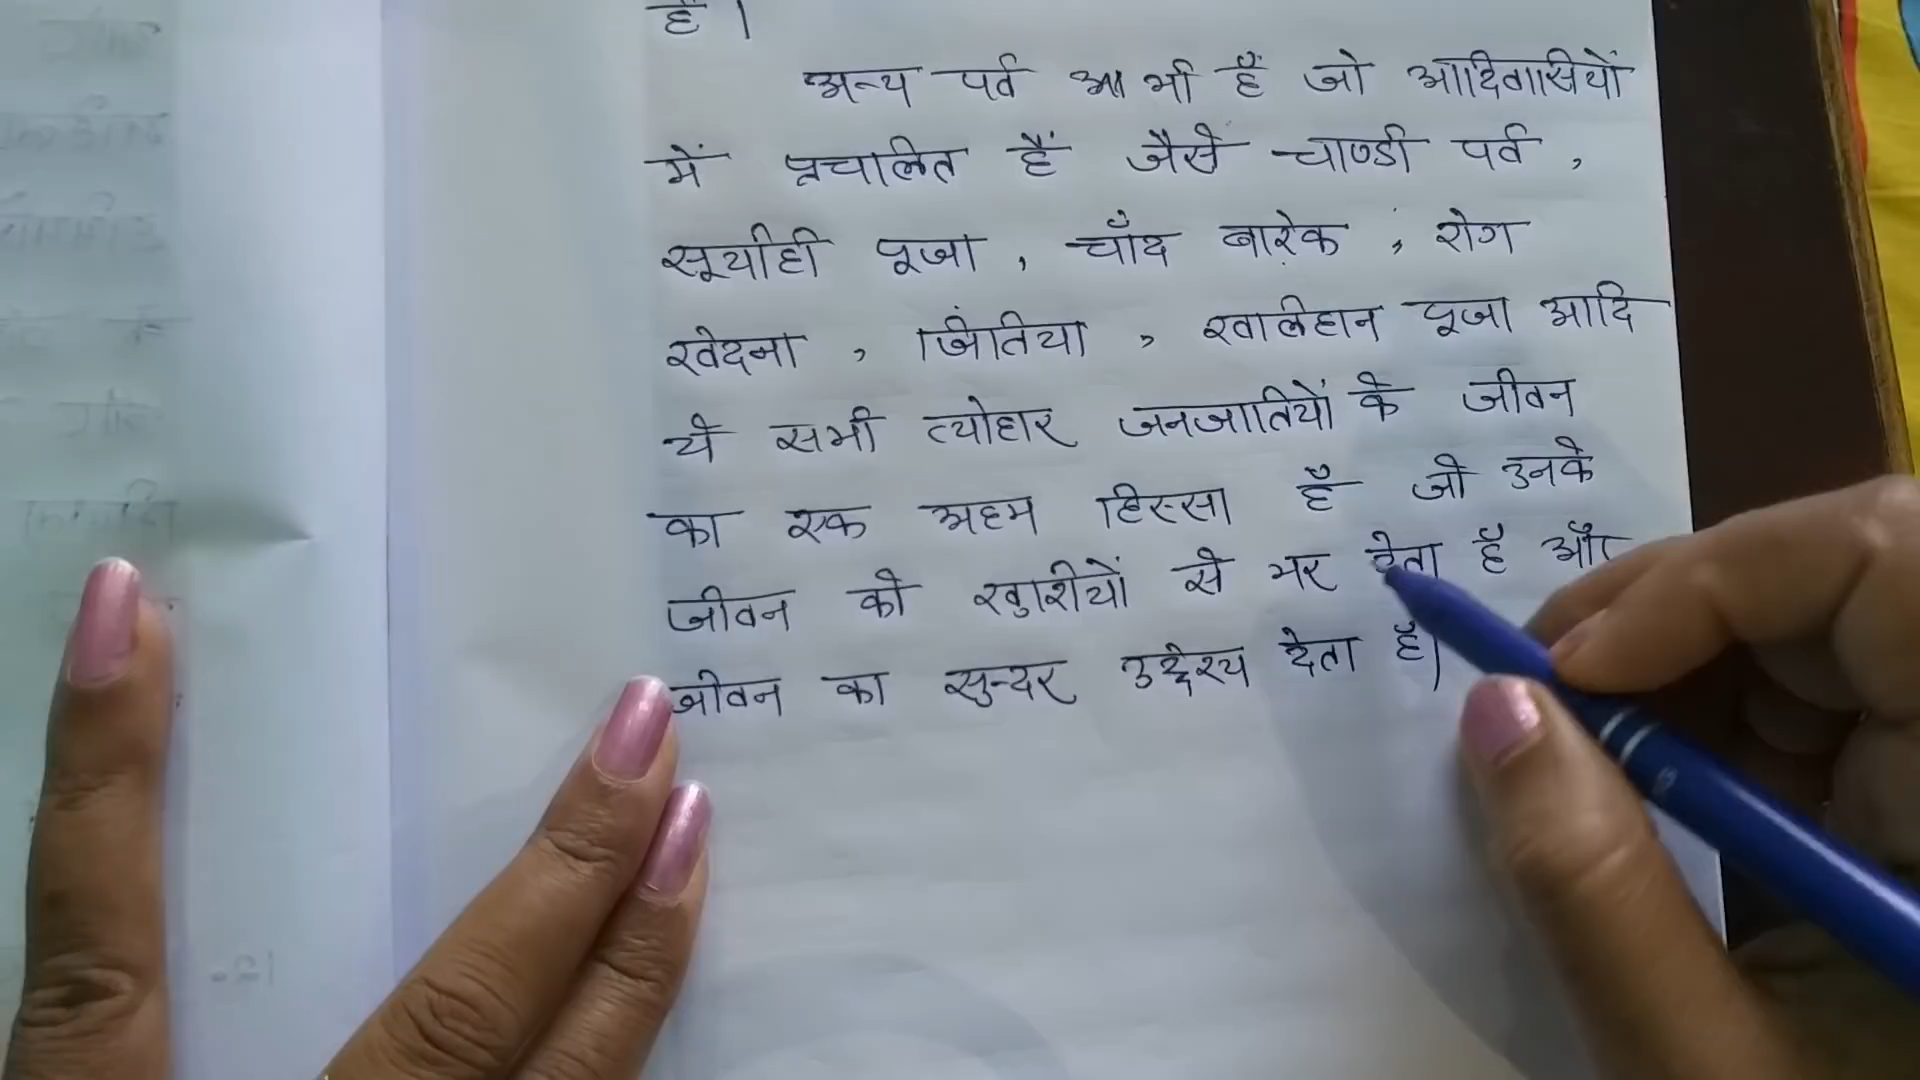 हैं।
अन्य पर्व भी हैं जो आदिवासियों
में प्रचलित हैं जैसे चाण्डी पर्व ,
सूर्याही पूजा , चाँद बारेक , रोग
खेदना , जितिया , खलिहान पूजा आदि
ये सभी त्योहार जनजातियों के जीवन
का एक अहम हिस्सा है जो उनके
जीवन को खुशीयों से भर देता है और
जीवन का सुन्दर उद्देश्य देता है।